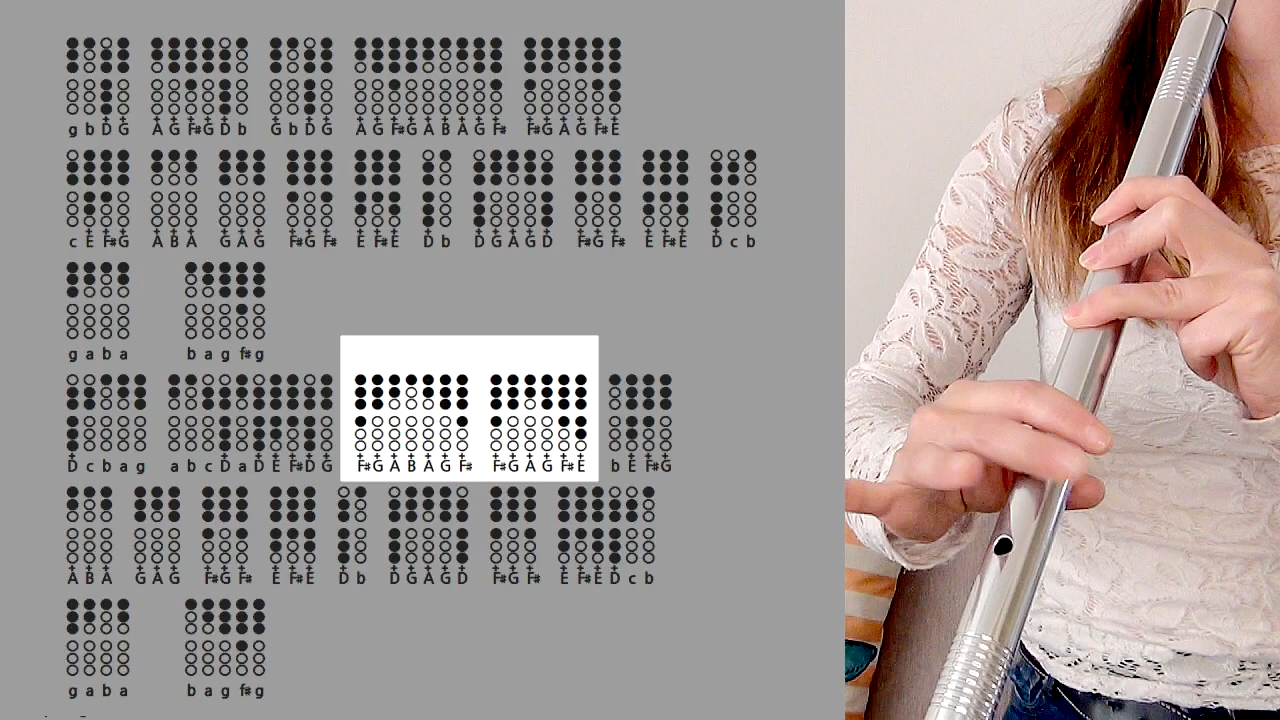 g b D G A G F# G D b G b D G A G F# G A B A G F# F# G A G F# E
c E F# G A B A G A G F# G F# E F# E D b D G A G D F# G F# E F# E D c b
g a b a b a g f# g
D c b a g a b c D a D E F# D G F# G A B A G F# F# G A G F# E b E F# G
A B A G A G F# G F# E F# E D b D G A G D F# G F# E F# E D c b
g a b a b a g f# g